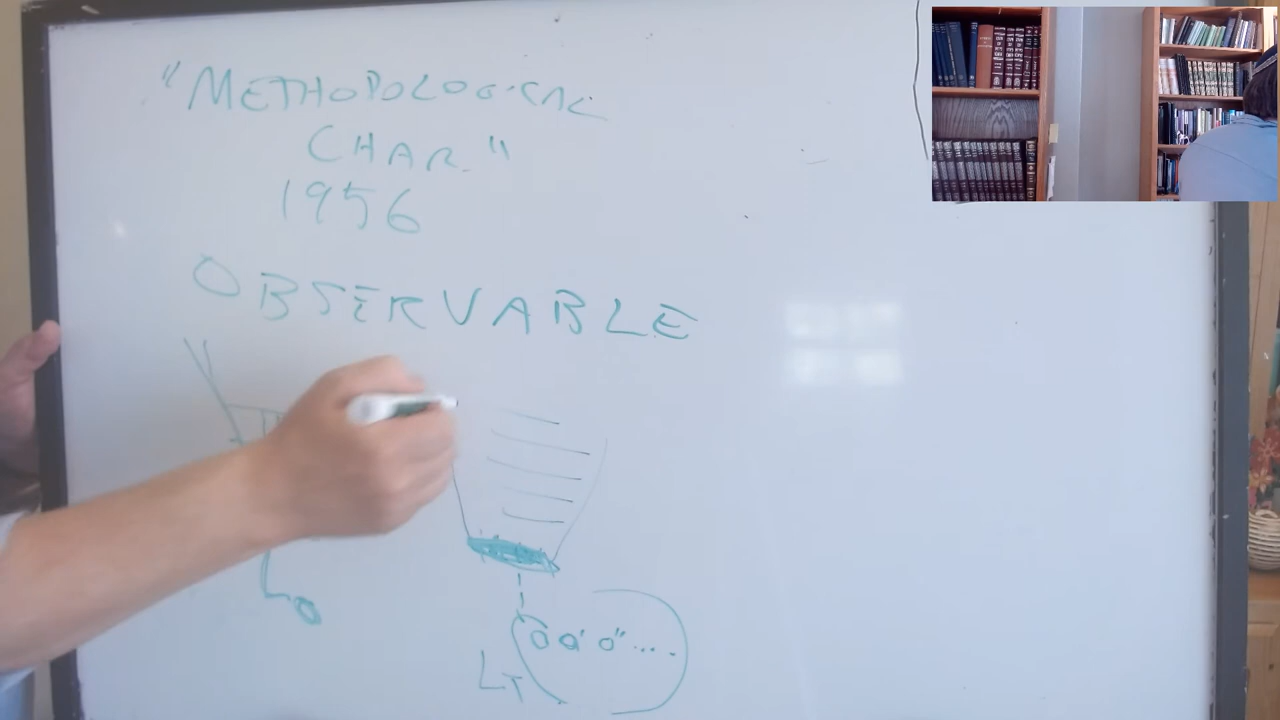 "METHODOLOGICAL
CHAR."
1956
OBSERVABLE
O O' O"....
LT